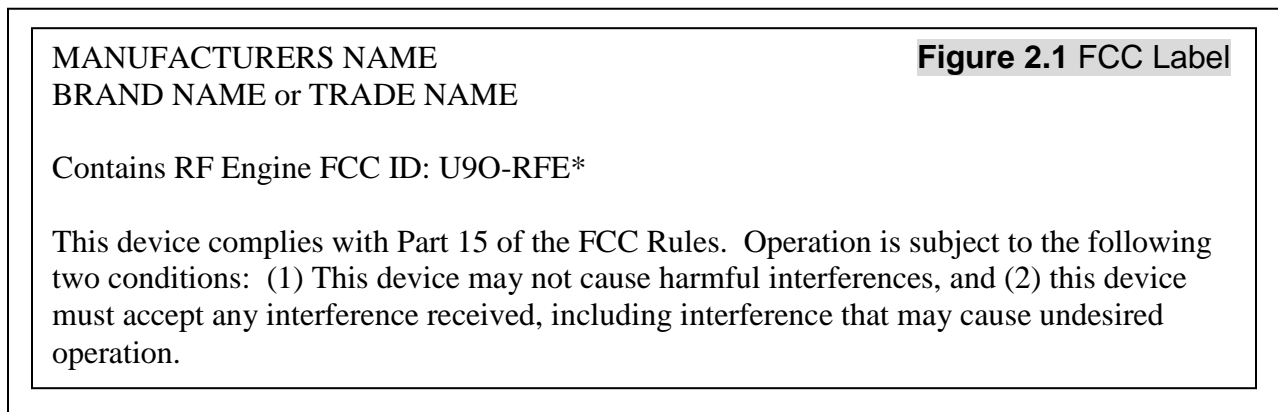 MANUFACTURERS NAME
Figure 2.1 FCC Label
BRAND NAME or TRADE NAME
Contains RF Engine FCC ID: U9O-RFE*
This device complies with Part 15 of the FCC Rules.  Operation is subject to the following
two conditions:  (1) This device may not cause harmful interferences, and (2) this device
must accept any interference received, including interference that may cause undesired
operation.